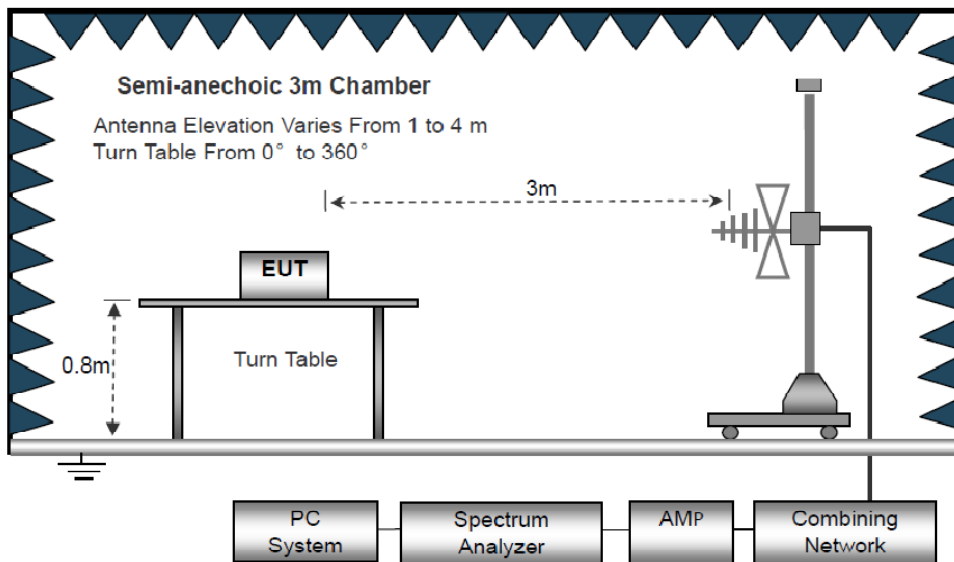 Semi-anechoic 3m Chamber
Antenna Elevation Varies From 1 to 4 m
Turn Table From 0° to 360°
3m
EUT
0.8m
Turn Table
PC
System
Spectrum
Analyzer
AMP
Combining
Network